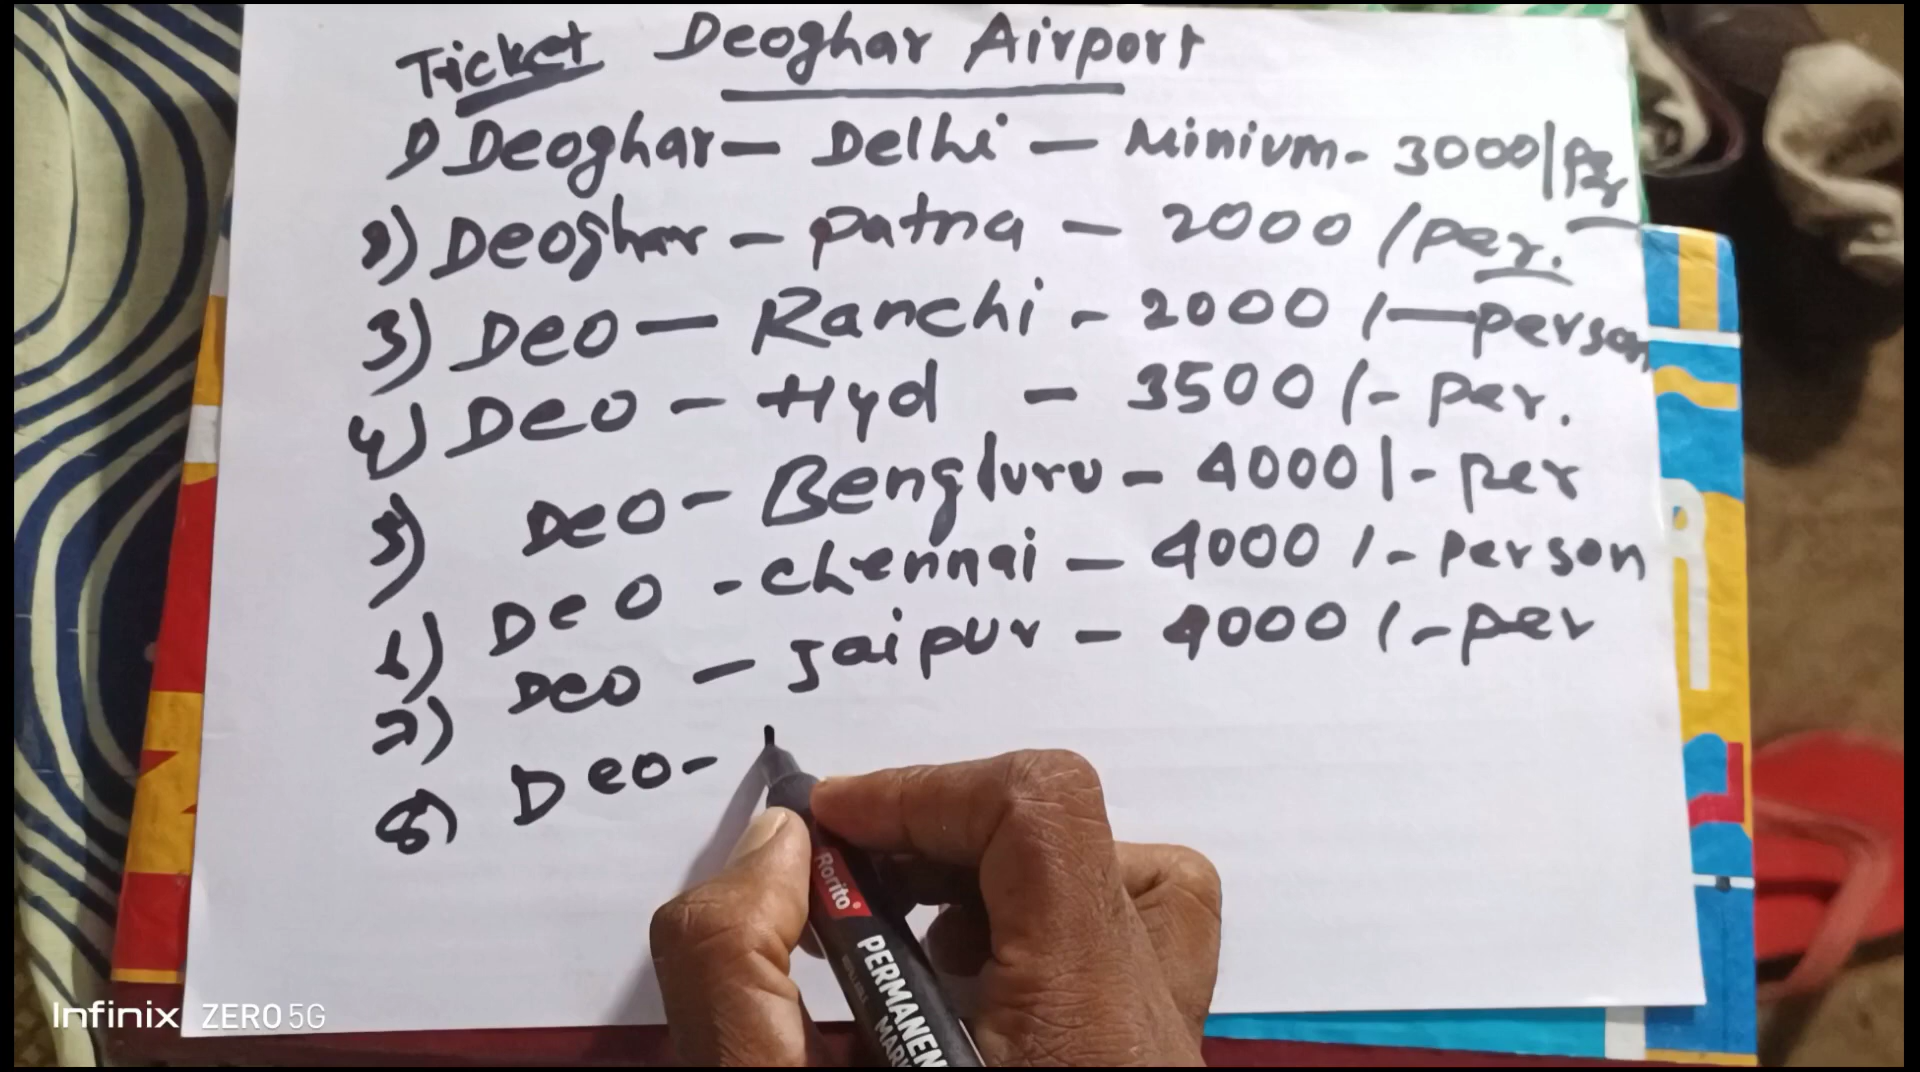 Ticket Deoghar Airport
1) Deoghar - Delhi - Minium - 3000/Per
2) Deoghar - Patna - 2000 /per.
3) Deo - Ranchi - 2000 /- person
4) Deo - Hyd - 3500 /- Per.
5) Deo - Bengluru - 4000 /- per
6) Deo - chennai - 4000 /- Person
7) Deo - Jaipur - 4000 /- per
8) Deo -
Rorito
PERMANEN
MAR
Infinix ZERO 5G